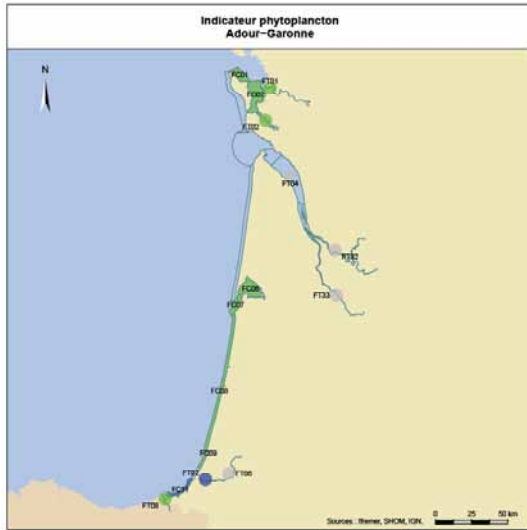 Indicateur phytoplancton
Adour-Garonne
N
FC01
FT01
FC02
FT02
FT04
FT32
FT33
FC06
FC07
FC08
FC09
FT07
FT06
FC11
FT08
Sources : Ifremer, SHOM, IGN,
0 25 50 km